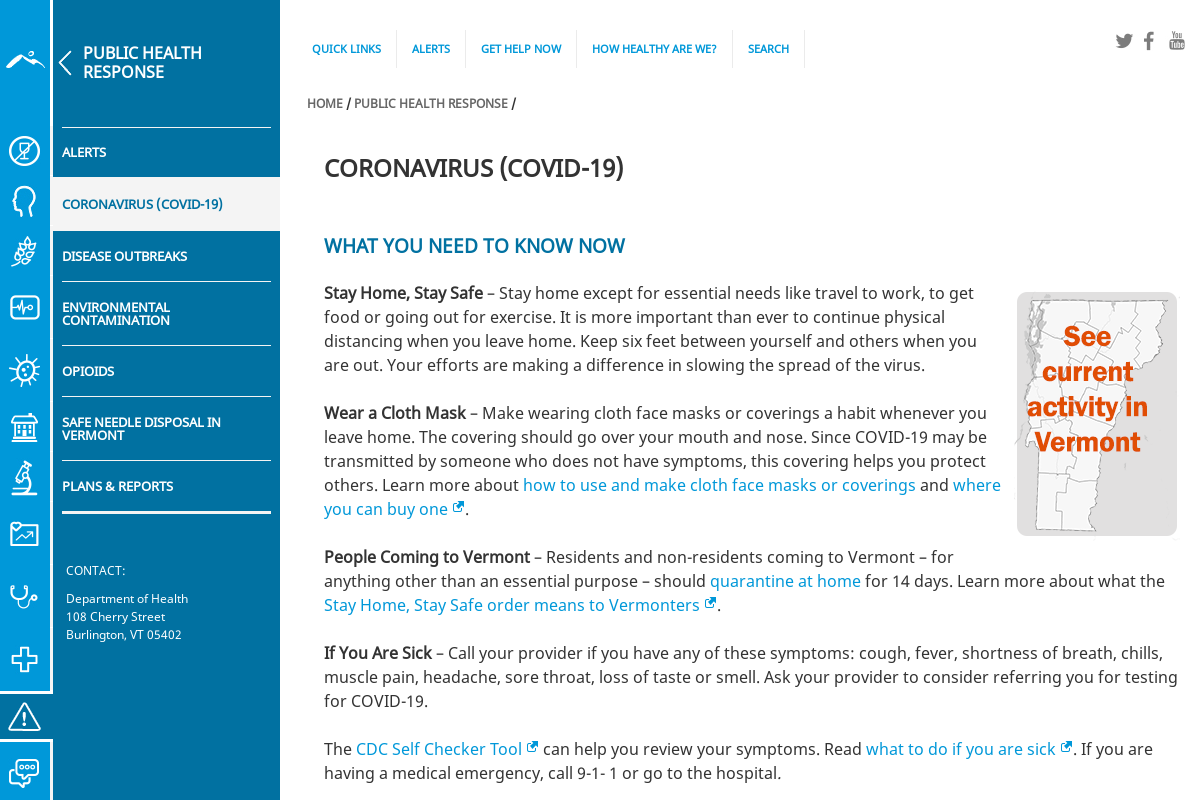 PUBLIC HEALTH
RESPONSE
ALERTS
CORONAVIRUS (COVID-19)
DISEASE OUTBREAKS
ENVIRONMENTAL
CONTAMINATION
OPIOIDS
SAFE NEEDLE DISPOSAL IN
VERMONT
PLANS & REPORTS
CONTACT:
Department of Health
108 Cherry Street
Burlington, VT 05402
QUICK LINKS ALERTS GET HELP NOW HOW HEALTHY ARE WE? SEARCH
You
Tube
HOME / PUBLIC HEALTH RESPONSE /
CORONAVIRUS (COVID-19)
WHAT YOU NEED TO KNOW NOW
Stay Home, Stay Safe – Stay home except for essential needs like travel to work, to get
food or going out for exercise. It is more important than ever to continue physical
distancing when you leave home. Keep six feet between yourself and others when you
are out. Your efforts are making a difference in slowing the spread of the virus.
See
current
activity in
Vermont
Wear a Cloth Mask – Make wearing cloth face masks or coverings a habit whenever you
leave home. The covering should go over your mouth and nose. Since COVID-19 may be
transmitted by someone who does not have symptoms, this covering helps you protect
others. Learn more about how to use and make cloth face masks or coverings and where
you can buy one .
People Coming to Vermont – Residents and non-residents coming to Vermont – for
anything other than an essential purpose – should quarantine at home for 14 days. Learn more about what the
Stay Home, Stay Safe order means to Vermonters .
If You Are Sick – Call your provider if you have any of these symptoms: cough, fever, shortness of breath, chills,
muscle pain, headache, sore throat, loss of taste or smell. Ask your provider to consider referring you for testing
for COVID-19.
The CDC Self Checker Tool can help you review your symptoms. Read what to do if you are sick . If you are
having a medical emergency, call 9-1- 1 or go to the hospital.